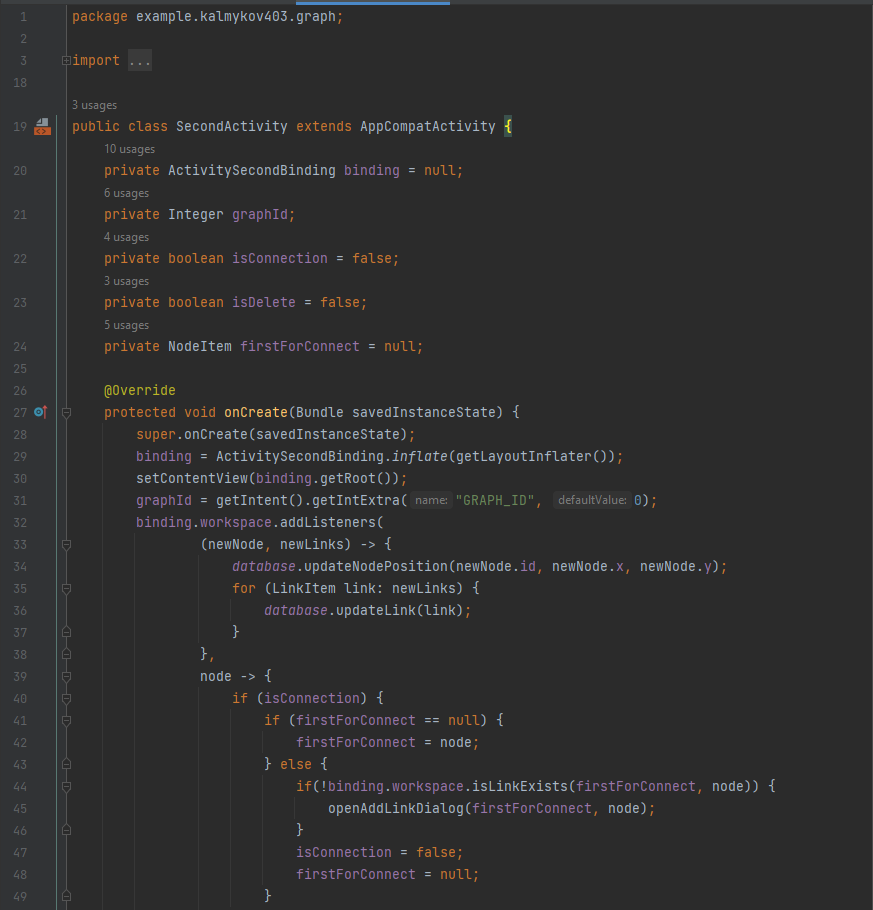 1 package example.kalmykov403.graph;
2
3 import ...
18
3 usages
19 public class SecondActivity extends AppCompatActivity {
10 usages
20 private ActivitySecondBinding binding = null;
6 usages
21 private Integer graphId;
4 usages
22 private boolean isConnection = false;
3 usages
23 private boolean isDelete = false;
5 usages
24 private NodeItem firstForConnect = null;
25
26 @Override
27 protected void onCreate(Bundle savedInstanceState) {
28 super.onCreate(savedInstanceState);
29 binding = ActivitySecondBinding.inflate(getLayoutInflater());
30 setContentView(binding.getRoot());
31 graphId = getIntent().getIntExtra( name: "GRAPH_ID", defaultValue: 0);
32 binding.workspace.addListeners(
33 (newNode, newLinks) -> {
34 database.updateNodePosition(newNode.id, newNode.x, newNode.y);
35 for (LinkItem link: newLinks) {
36 database.updateLink(link);
37 }
38 },
39 node -> {
40 if (isConnection) {
41 if (firstForConnect == null) {
42 firstForConnect = node;
43 } else {
44 if(!binding.workspace.isLinkExists(firstForConnect, node)) {
45 openAddLinkDialog(firstForConnect, node);
46 }
47 isConnection = false;
48 firstForConnect = null;
49 }